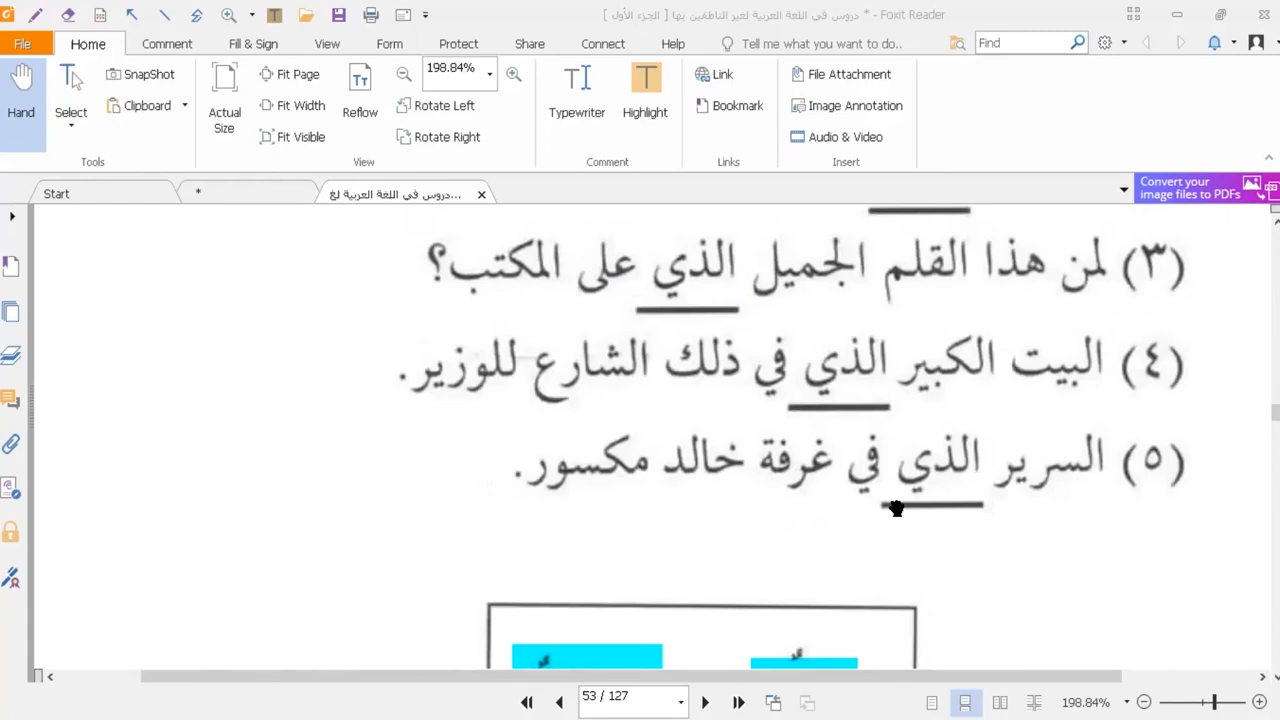 [ دروس في اللغة العربية لغير الناطقين بها [ الجزء الأول * - Foxit Reader
File Home Comment Fill & Sign View Form Protect Share Connect Help Tell me what you want to do.. Find
Hand Select SnapShot Clipboard Actual Size Fit Page Fit Width Fit Visible Reflow 198.84% Rotate Left Rotate Right Typewriter Highlight Link Bookmark File Attachment Image Annotation Audio & Video
Tools View Comment Links Insert
Start * دروس في اللغة العربية لغ... Convert your image files to PDFs
(٣) لمن هذا القلم الجميل الذي على المكتب؟
(٤) البيت الكبير الذي في ذلك الشارع للوزير.
(٥) السرير الذي في غرفة خالد مكسور.
53 / 127 198.84%